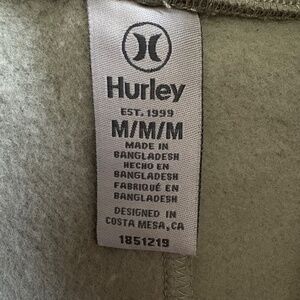 Hurley
EST. 1999
M/M/M
MADE IN
BANGLADESH
HECHO EN
BANGLADESH
FABRIQUÉ EN
BANGLADESH
DESIGNED IN
COSTA MESA, CA
1851219